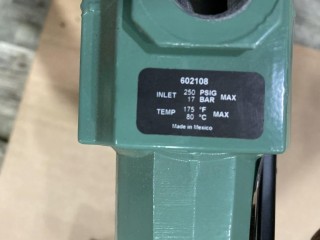 602108
INLET 250 PSIG MAX
17 BAR
TEMP 175 °F MAX
80 °C
Made in Mexico